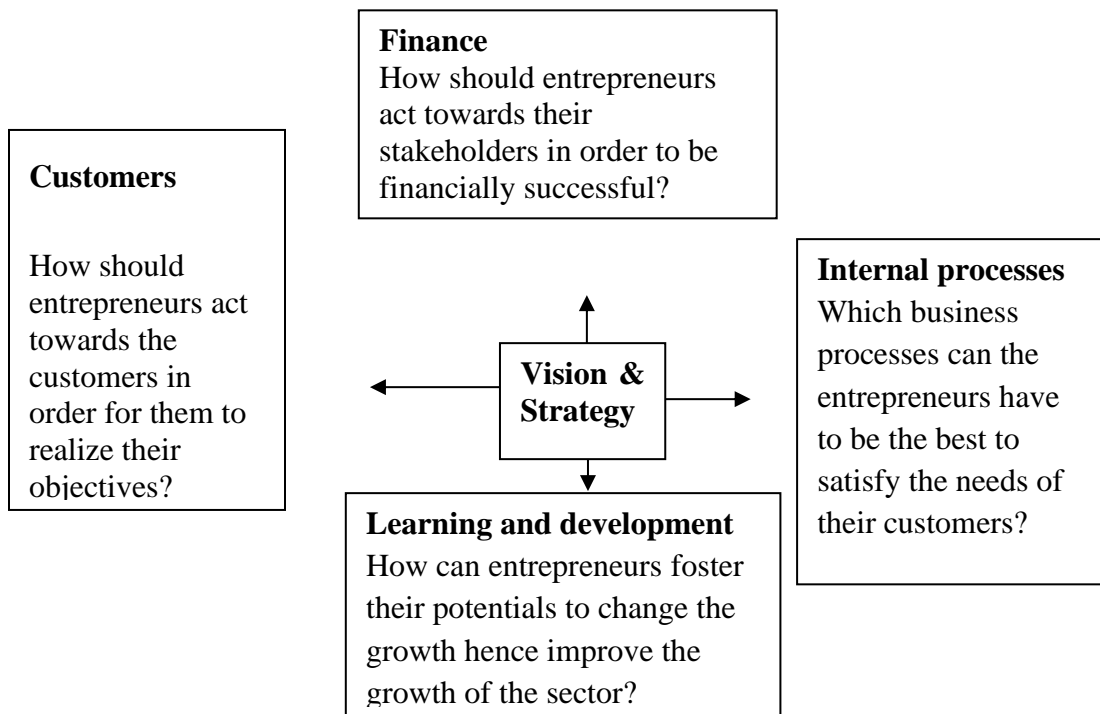 Finance
How should entrepreneurs
act towards their
stakeholders in order to be
financially successful?
Customers
How should
entrepreneurs act
towards the
customers in
order for them to
realize their
objectives?
Internal processes
Which business
processes can the
entrepreneurs have
to be the best to
satisfy the needs of
their customers?
Vision &
Strategy
Learning and development
How can entrepreneurs foster
their potentials to change the
growth hence improve the
growth of the sector?